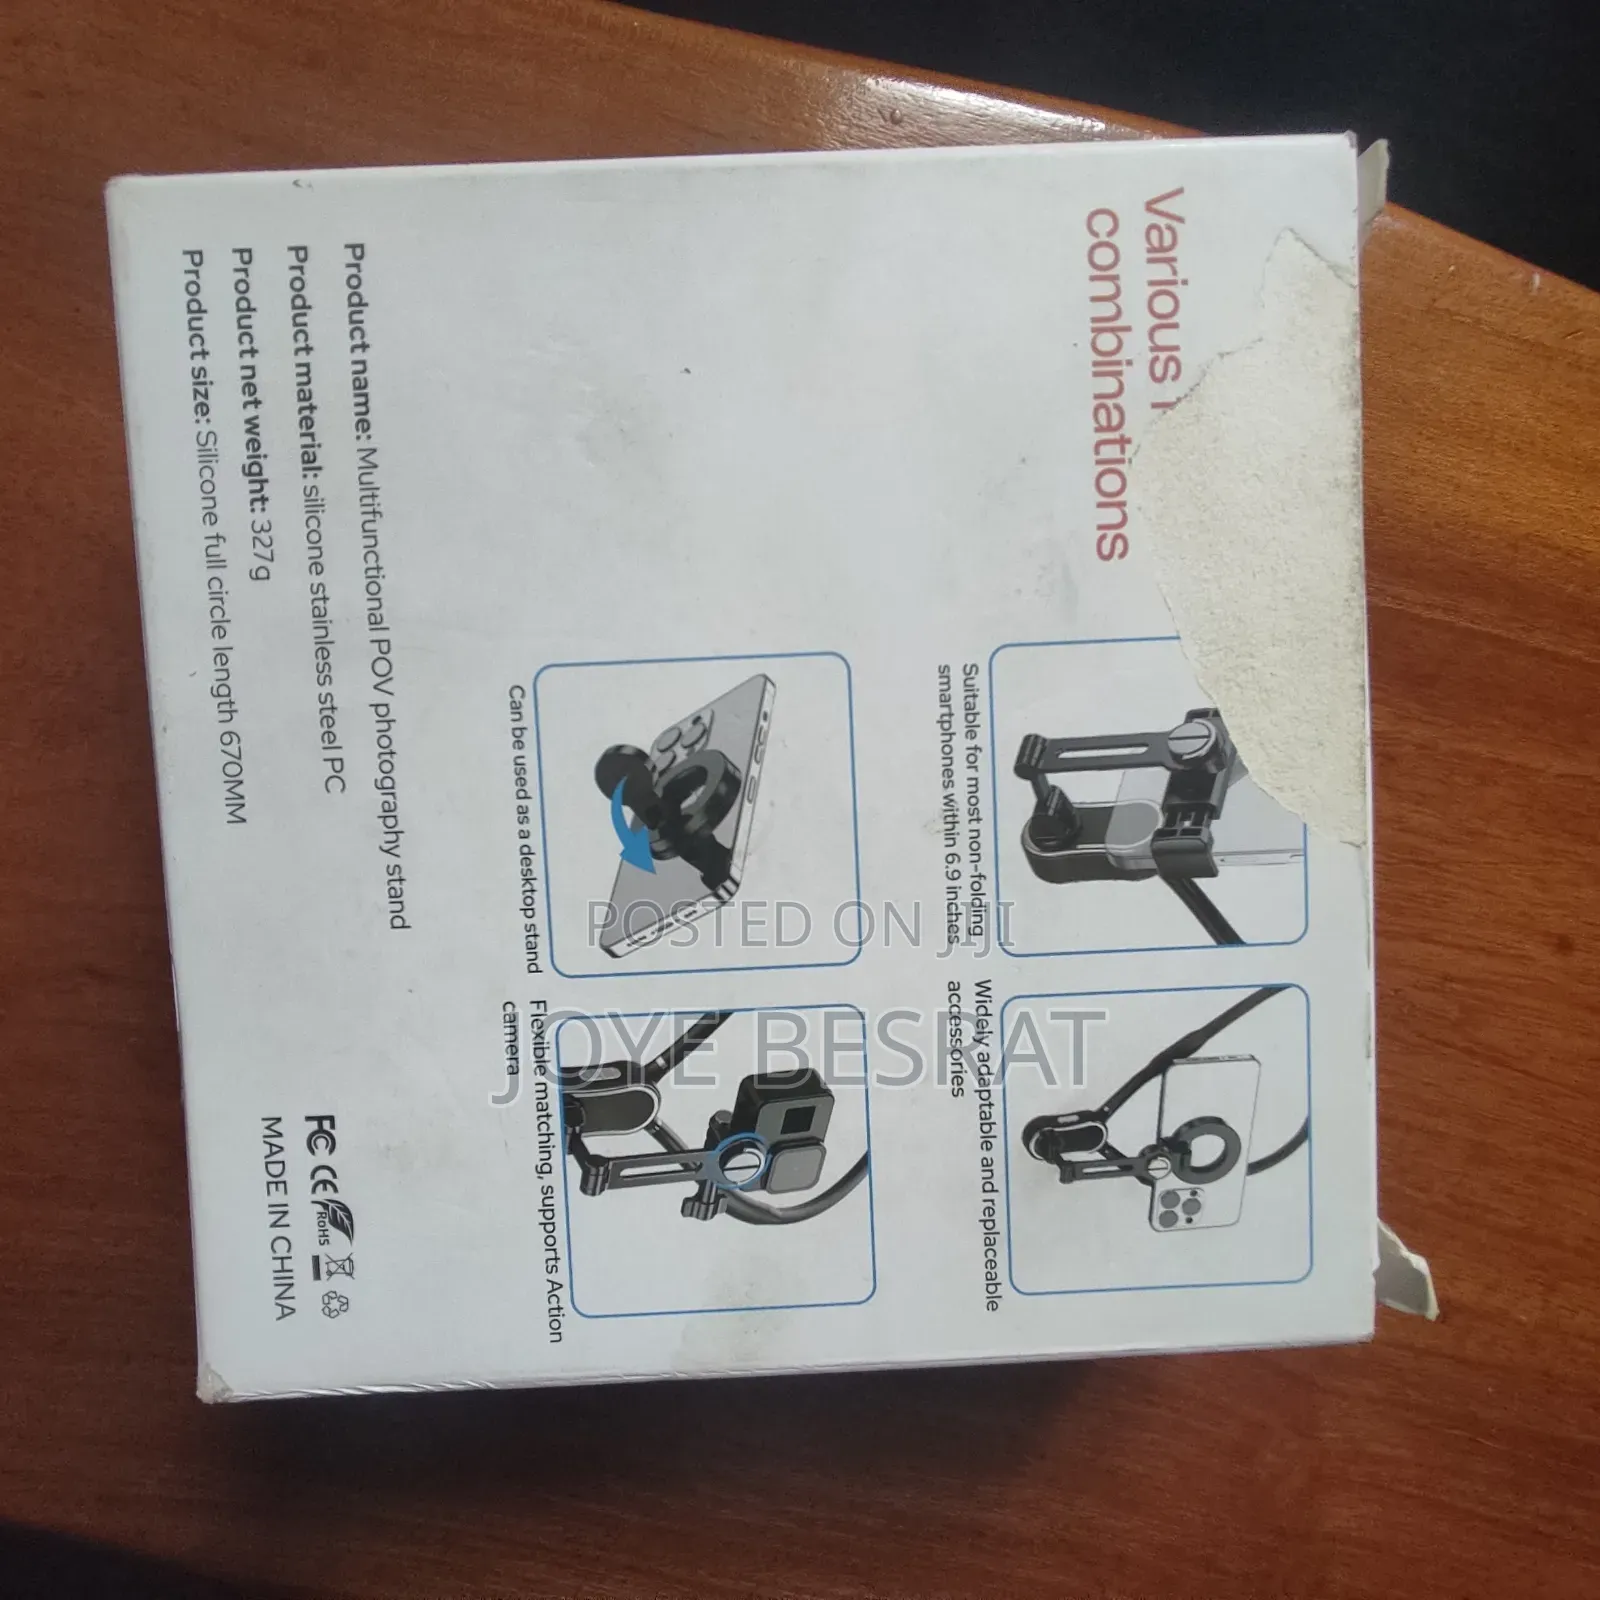 Various
combinations
Suitable for most non-folding
smartphones within 6.9 inches
Widely adaptable and replaceable
accessories
Can be used as a desktop stand
Flexible matching, supports Action
camera
Product name: Multifunctional POV photography stand
Product material: silicone stainless steel PC
Product net weight: 327g
Product size: Silicone full circle length 670MM
FC CE RoHS
MADE IN CHINA
POSTED ON JIJI
JOYE BESRAT